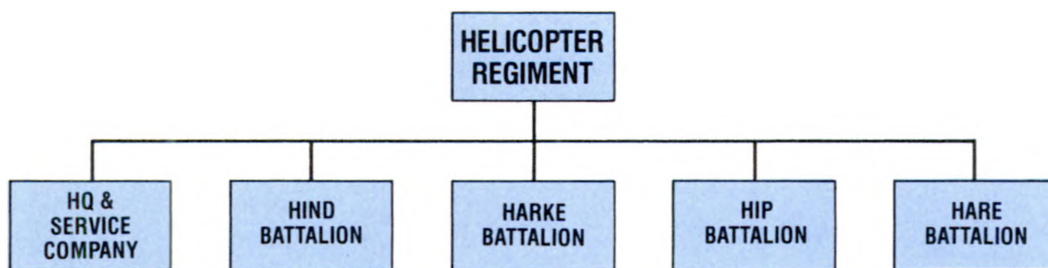 HELICOPTER
REGIMENT
HQ &
SERVICE
COMPANY
HIND
BATTALION
HARKE
BATTALION
HIP
BATTALION
HARE
BATTALION